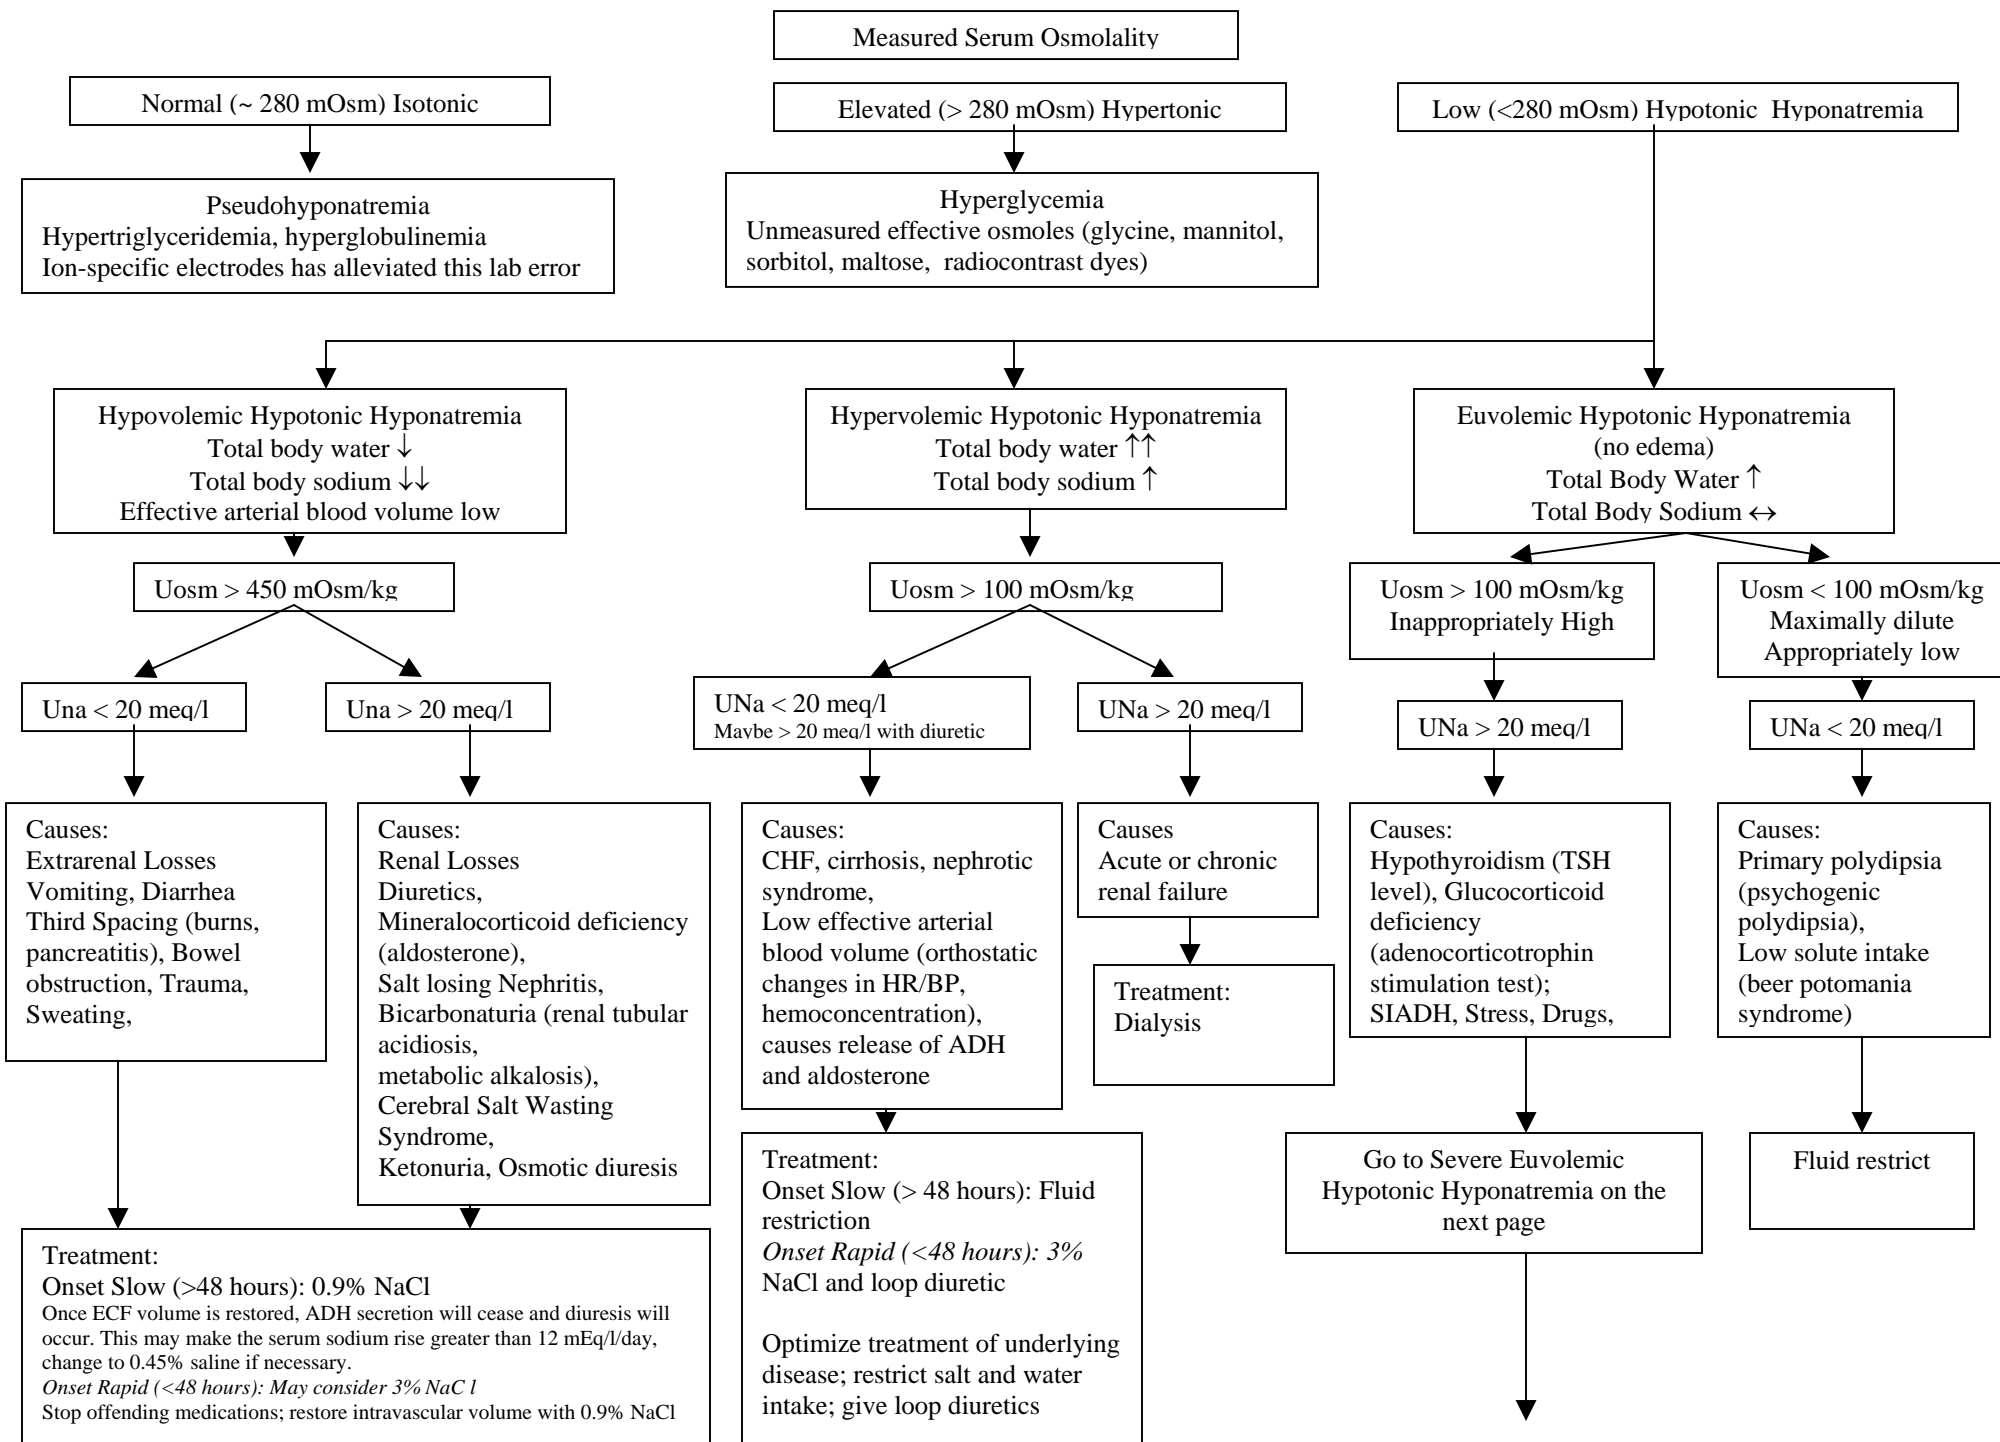 Measured Serum Osmolality
Normal (~ 280 mOsm) Isotonic
Elevated (> 280 mOsm) Hypertonic
Low (<280 mOsm) Hypotonic  Hyponatremia
Pseudohyponatremia
Hypertriglyceridemia, hyperglobulinemia
Ion-specific electrodes has alleviated this lab error
Hyperglycemia
Unmeasured effective osmoles (glycine, mannitol,
sorbitol, maltose,  radiocontrast dyes)
Hypovolemic Hypotonic Hyponatremia
Total body water ↓
Total body sodium ↓↓
Effective arterial blood volume low
Hypervolemic Hypotonic Hyponatremia
Total body water ↑↑
Total body sodium ↑
Euvolemic Hypotonic Hyponatremia
(no edema)
Total Body Water ↑
Total Body Sodium ↔
Uosm > 450 mOsm/kg
Uosm > 100 mOsm/kg
Uosm > 100 mOsm/kg
Inappropriately High
Uosm < 100 mOsm/kg
Maximally dilute
Appropriately low
Una < 20 meq/l
Una > 20 meq/l
UNa < 20 meq/l
Maybe > 20 meq/l with diuretic
UNa > 20 meq/l
UNa > 20 meq/l
UNa < 20 meq/l
Causes:
Extrarenal Losses
Vomiting, Diarrhea
Third Spacing (burns,
pancreatitis), Bowel
obstruction, Trauma,
Sweating,
Causes:
Renal Losses
Diuretics,
Mineralocorticoid deficiency
(aldosterone),
Salt losing Nephritis,
Bicarbonaturia (renal tubular
acidiosis,
metabolic alkalosis),
Cerebral Salt Wasting
Syndrome,
Ketonuria, Osmotic diuresis
Causes:
CHF, cirrhosis, nephrotic
syndrome,
Low effective arterial
blood volume (orthostatic
changes in HR/BP,
hemoconcentration),
causes release of ADH
and aldosterone
Causes
Acute or chronic
renal failure
Treatment:
Dialysis
Causes:
Hypothyroidism (TSH
level), Glucocorticoid
deficiency
(adenocorticotrophin
stimulation test);
SIADH, Stress, Drugs,
Causes:
Primary polydipsia
(psychogenic
polydipsia),
Low solute intake
(beer potomania
syndrome)
Treatment:
Onset Slow (>48 hours): 0.9% NaCl
Once ECF volume is restored, ADH secretion will cease and diuresis will
occur. This may make the serum sodium rise greater than 12 mEq/l/day,
change to 0.45% saline if necessary.
Onset Rapid (<48 hours): May consider 3% NaC l
Stop offending medications; restore intravascular volume with 0.9% NaCl
Treatment:
Onset Slow (> 48 hours): Fluid
restriction
Onset Rapid (<48 hours): 3%
NaCl and loop diuretic
Optimize treatment of underlying
disease; restrict salt and water
intake; give loop diuretics
Go to Severe Euvolemic
Hypotonic Hyponatremia on the
next page
Fluid restrict